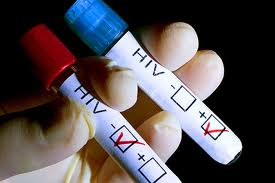 HIV
- ☑
+ ☐
HIV
- ☐
+ ☑